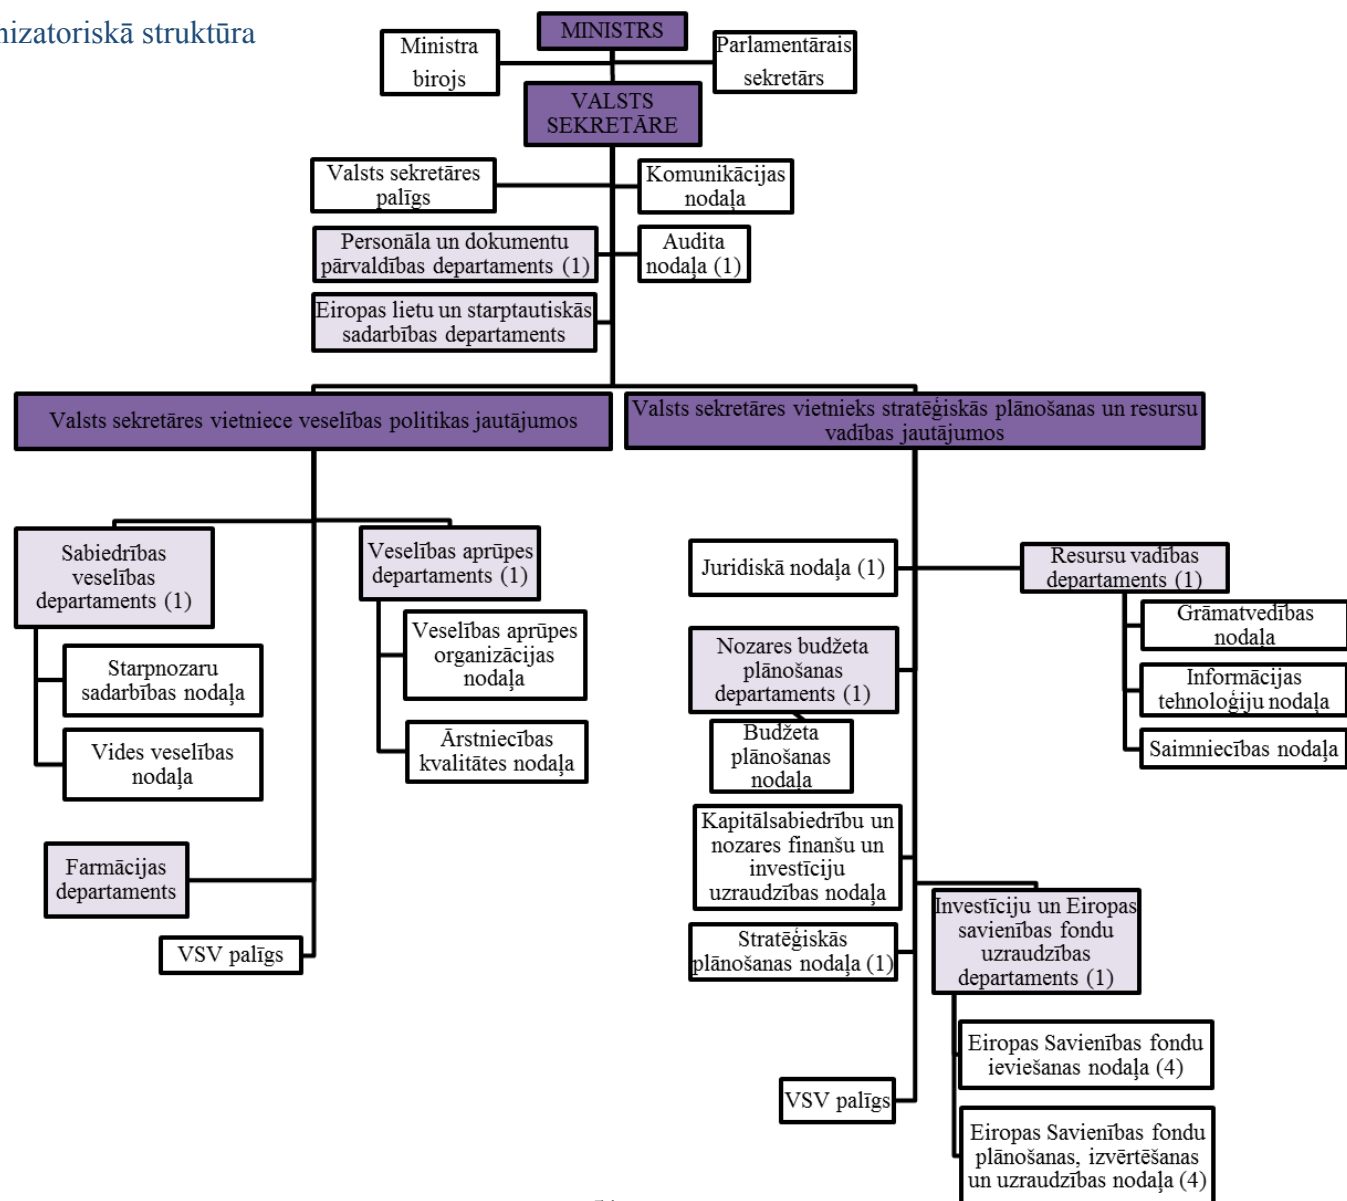 nizatoriskā struktūra
MINISTRS
Ministra
birojs
Parlamentārais
sekretārs
VALSTS
SEKRETĀRE
Valsts sekretāres
palīgs
Komunikācijas
nodaļa
Personāla un dokumentu
pārvaldības departaments (1)
Audita
nodaļa (1)
Eiropas lietu un starptautiskās
sadarbības departaments
Valsts sekretāres vietniece veselības politikas jautājumos
Valsts sekretāres vietnieks stratēģiskās plānošanas un resursu
vadības jautājumos
Sabiedrības
veselības
departaments (1)
Starpnozaru
sadarbības nodaļa
Vides veselības
nodaļa
Veselības aprūpes
departaments (1)
Veselības aprūpes
organizācijas
nodaļa
Ārstniecības
kvalitātes nodaļa
Farmācijas
departaments
VSV palīgs
Juridiskā nodaļa (1)
Resursu vadības
departaments (1)
Grāmatvedības
nodaļa
Informācijas
tehnoloģiju nodaļa
Saimniecības nodaļa
Nozares budžeta
plānošanas
departaments (1)
Budžeta
plānošanas
nodaļa
Kapitālsabiedrību un
nozares finanšu un
investīciju
uzraudzības nodaļa
Stratēģiskās
plānošanas nodaļa (1)
Investīciju un Eiropas
savienības fondu
uzraudzības
departaments (1)
Eiropas Savienības fondu
ieviešanas nodaļa (4)
VSV palīgs
Eiropas Savienības fondu
plānošanas, izvērtēšanas
un uzraudzības nodaļa (4)